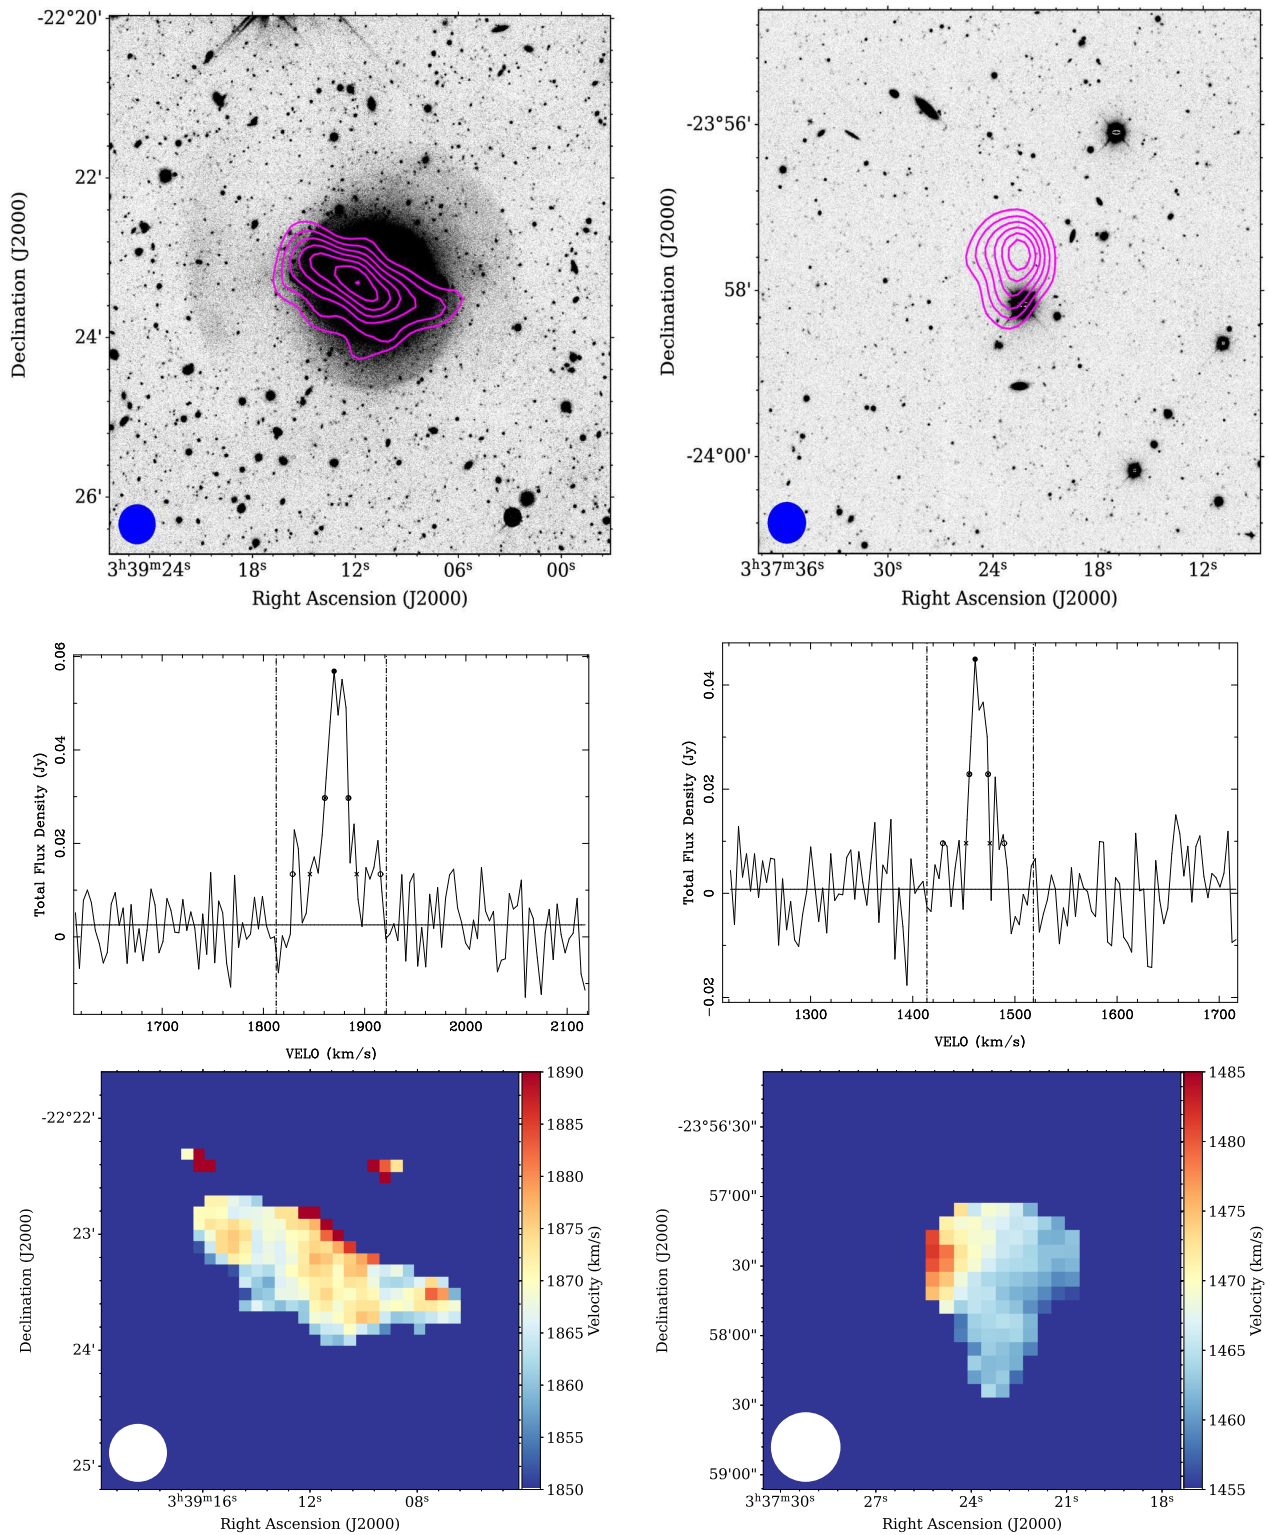 -22°20'
22'
24'
26'
Declination (J2000)
3ʰ39ᵐ24ˢ 18ˢ 12ˢ 06ˢ 00ˢ
Right Ascension (J2000)
-23°56'
58'
-24°00'
Declination (J2000)
3ʰ37ᵐ36ˢ 30ˢ 24ˢ 18ˢ 12ˢ
Right Ascension (J2000)
0.06
0.04
0.02
0
Total Flux Density (Jy)
1700 1800 1900 2000 2100
VELO (km/s)
0.04
0.02
0
-0.02
Total Flux Density (Jy)
1300 1400 1500 1600 1700
VELO (km/s)
-22°22'
23'
24'
25'
Declination (J2000)
3ʰ39ᵐ16ˢ 12ˢ 08ˢ
Right Ascension (J2000)
1890
1885
1880
1875
1870
1865
1860
1855
1850
Velocity (km/s)
-23°56'30"
57'00"
30"
58'00"
30"
59'00"
Declination (J2000)
3ʰ37ᵐ30ˢ 27ˢ 24ˢ 21ˢ 18ˢ
Right Ascension (J2000)
1485
1480
1475
1470
1465
1460
1455
Velocity (km/s)